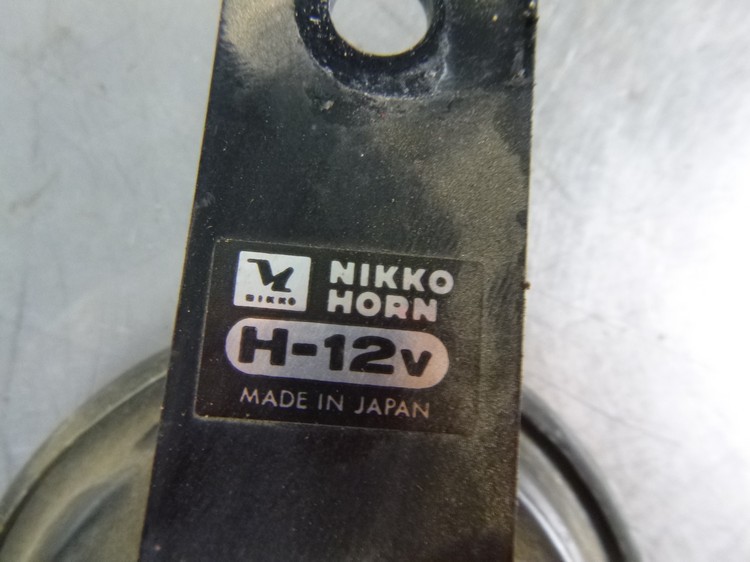 NIKKO
NIKKO
HORN
H-12v
MADE IN JAPAN